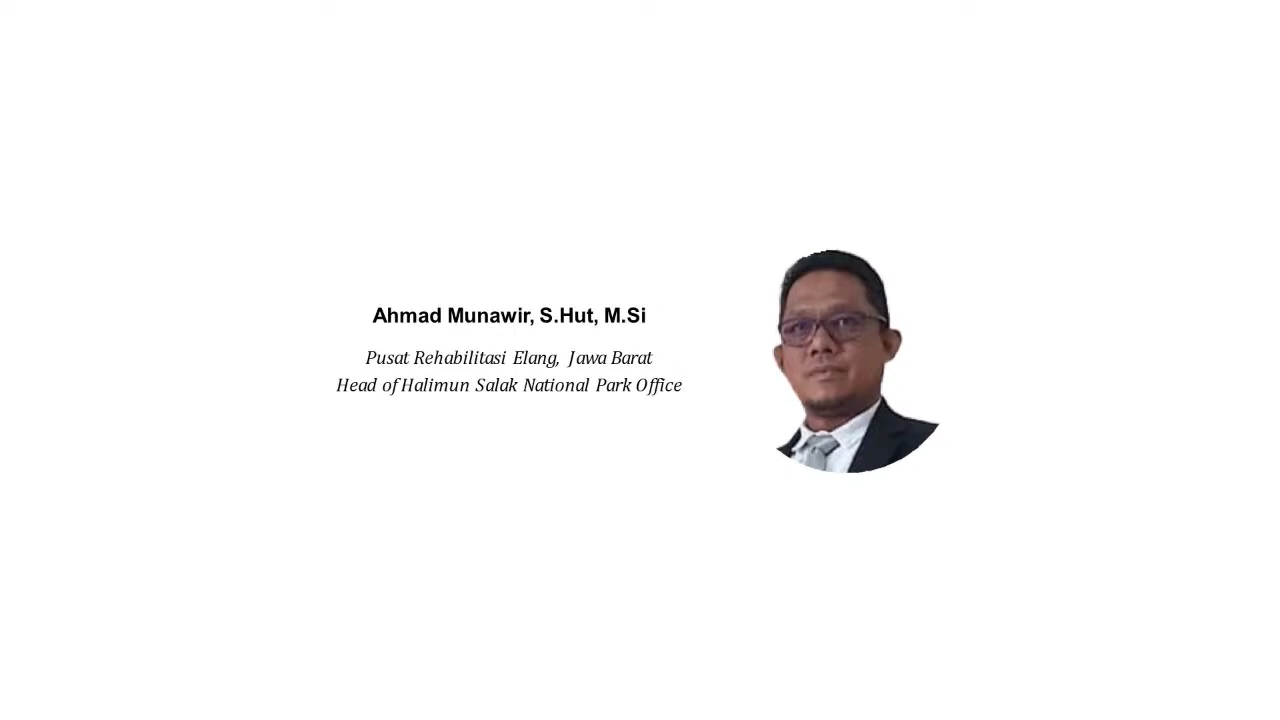 Ahmad Munawir, S.Hut, M.Si
Pusat Rehabilitasi Elang, Jawa Barat
Head of Halimun Salak National Park Office